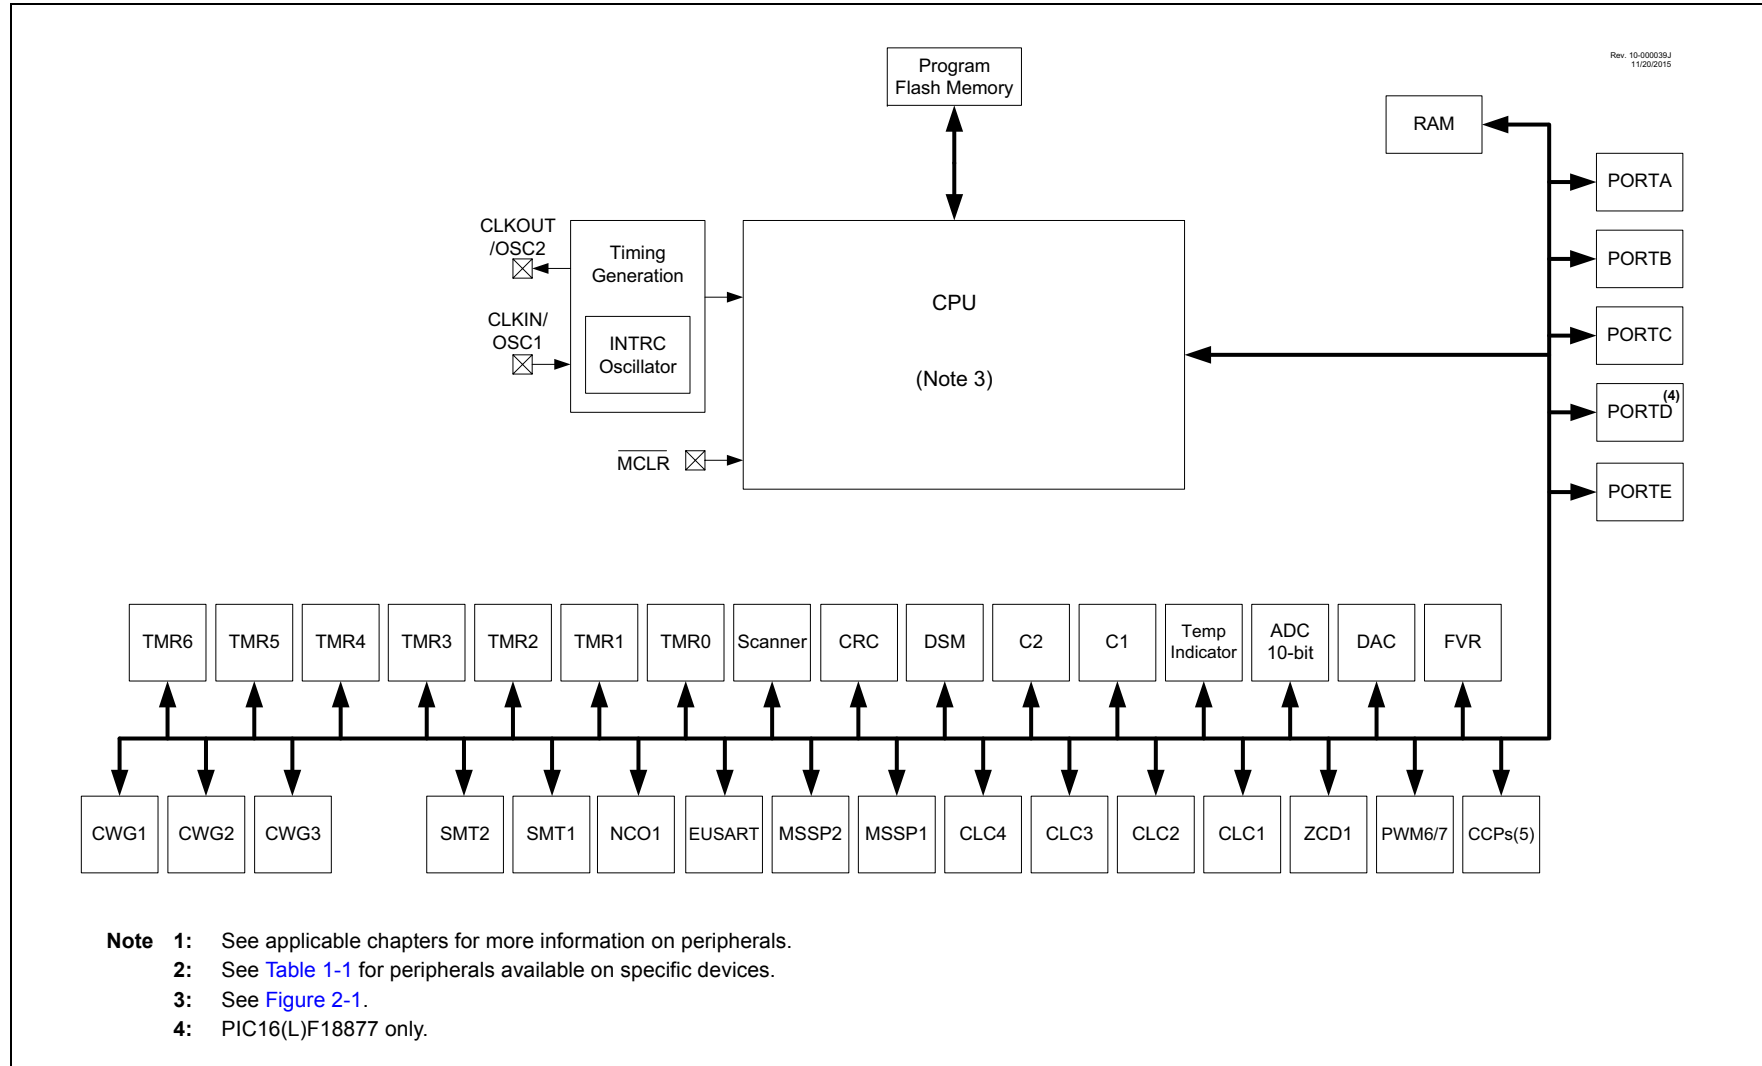 Rev. 10-000039J
11/20/2015
Program
Flash Memory
RAM
PORTA
PORTB
PORTC
PORTD(4)
PORTE
CLKOUT
/OSC2
CLKIN/
OSC1
Timing
Generation
INTRC
Oscillator
MCLR
CPU
(Note 3)
TMR6
TMR5
TMR4
TMR3
TMR2
TMR1
TMR0
Scanner
CRC
DSM
C2
C1
Temp
Indicator
ADC
10-bit
DAC
FVR
CWG1
CWG2
CWG3
SMT2
SMT1
NCO1
EUSART
MSSP2
MSSP1
CLC4
CLC3
CLC2
CLC1
ZCD1
PWM6/7
CCPs(5)
Note 1: See applicable chapters for more information on peripherals.
2: See Table 1-1 for peripherals available on specific devices.
3: See Figure 2-1.
4: PIC16(L)F18877 only.